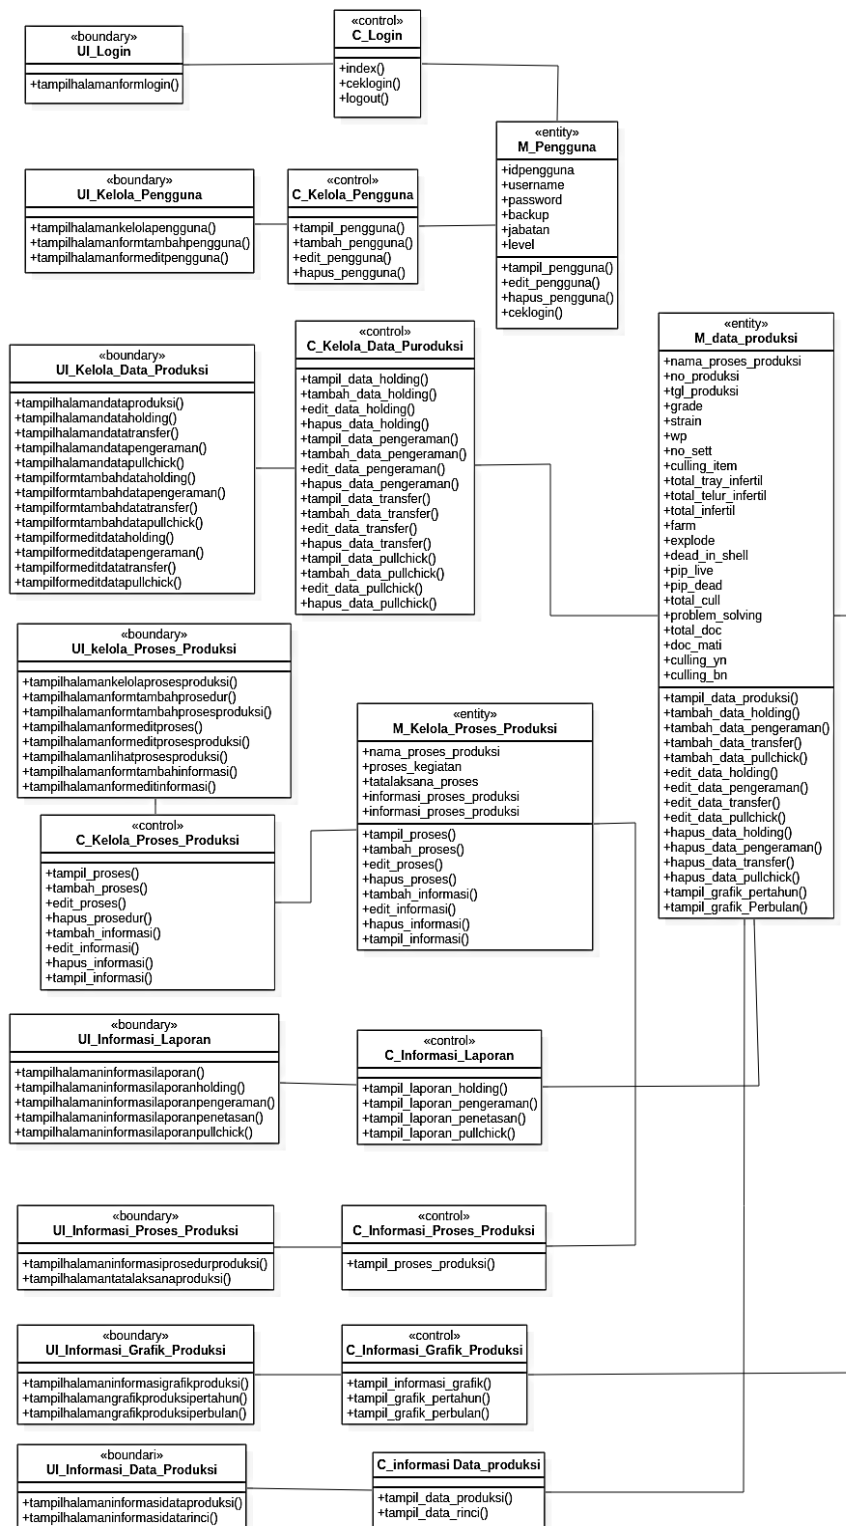 «boundary»
UI_Login
+tampilhalamanformlogin()
«control»
C_Login
+index()
+ceklogin()
+logout()
«entity»
M_Pengguna
+idpengguna
+username
+password
+backup
+jabatan
+level
+tampil_pengguna()
+edit_pengguna()
+hapus_pengguna()
+ceklogin()
«boundary»
UI_Kelola_Pengguna
+tampilhalamankelolapengguna()
+tampilhalamanformtambahpengguna()
+tampilhalamanformeditpengguna()
«control»
C_Kelola_Pengguna
+tampil_pengguna()
+tambah_pengguna()
+edit_pengguna()
+hapus_pengguna()
«boundary»
UI_Kelola_Data_Produksi
+tampilhalamandataproduksi()
+tampilhalamandataholding()
+tampilhalamandatatransfer()
+tampilhalamandatapengeraman()
+tampilhalamandatapullchick()
+tampilformtambahdataholding()
+tampilformtambahdatapengeraman()
+tampilformtambahdatatransfer()
+tampilformtambahdatapullchick()
+tampilformeditdataholding()
+tampilformeditdatapengeraman()
+tampilformeditdatatransfer()
+tampilformeditdatapullchick()
«control»
C_Kelola_Data_Puroduksi
+tampil_data_holding()
+tambah_data_holding()
+edit_data_holding()
+hapus_data_holding()
+tampil_data_pengeraman()
+tambah_data_pengeraman()
+edit_data_pengeraman()
+hapus_data_pengeraman()
+tampil_data_transfer()
+tambah_data_transfer()
+edit_data_transfer()
+hapus_data_transfer()
+tampil_data_pullchick()
+tambah_data_pullchick()
+edit_data_pullchick()
+hapus_data_pullchick()
«entity»
M_data_produksi
+nama_proses_produksi
+no_produksi
+tgl_produksi
+grade
+strain
+wp
+no_sett
+culling_item
+total_tray_infertil
+total_telur_infertil
+total_infertil
+farm
+explode
+dead_in_shell
+pip_live
+pip_dead
+total_cull
+problem_solving
+total_doc
+doc_mati
+culling_yn
+culling_bn
+tampil_data_produksi()
+tambah_data_holding()
+tambah_data_pengeraman()
+tambah_data_transfer()
+tambah_data_pullchick()
+edit_data_holding()
+edit_data_pengeraman()
+edit_data_transfer()
+edit_data_pullchick()
+hapus_data_holding()
+hapus_data_pengeraman()
+hapus_data_transfer()
+hapus_data_pullchick()
+tampil_grafik_pertahun()
+tampil_grafik_Perbulan()
«boundary»
UI_kelola_Proses_Produksi
+tampilhalamankelolaprosesproduksi()
+tampilhalamanformtambahprosedur()
+tampilhalamanformtambahprosesproduksi()
+tampilhalamanformeditproses()
+tampilhalamanformeditprosesproduksi()
+tampilhalamanlihatprosesproduksi()
+tampilhalamanformtambahinformasi()
+tampilhalamanformeditinformasi()
«control»
C_Kelola_Proses_Produksi
+tampil_proses()
+tambah_proses()
+edit_proses()
+hapus_prosedur()
+tambah_informasi()
+edit_informasi()
+hapus_informasi()
+tampil_informasi()
«entity»
M_Kelola_Proses_Produksi
+nama_proses_produksi
+proses_kegiatan
+tatalaksana_proses
+informasi_proses_produksi
+informasi_proses_produksi
+tampil_proses()
+tambah_proses()
+edit_proses()
+hapus_proses()
+tambah_informasi()
+edit_informasi()
+hapus_informasi()
+tampil_informasi()
«boundary»
UI_Informasi_Laporan
+tampilhalamaninformasilaporan()
+tampilhalamaninformasilaporanholding()
+tampilhalamaninformasilaporanpengeraman()
+tampilhalamaninformasilaporanpenetasan()
+tampilhalamaninformasilaporanpullchick()
«control»
C_Informasi_Laporan
+tampil_laporan_holding()
+tampil_laporan_pengeraman()
+tampil_laporan_penetasan()
+tampil_laporan_pullchick()
«boundary»
UI_Informasi_Proses_Produksi
+tampilhalamaninformasiprosedurproduksi()
+tampilhalamantatalaksanaproduksi()
«control»
C_Informasi_Proses_Produksi
+tampil_proses_produksi()
«boundary»
UI_Informasi_Grafik_Produksi
+tampilhalamaninformasigrafikproduksi()
+tampilhalamangrafikproduksipertahun()
+tampilhalamangrafikproduksiperbulan()
«control»
C_Informasi_Grafik_Produksi
+tampil_informasi_grafik()
+tampil_grafik_pertahun()
+tampil_grafik_perbulan()
«boundari»
UI_Informasi_Data_Produksi
+tampilhalamaninformasidataproduksi()
+tampilhalamaninformasidatarinci()
C_informasi Data_produksi
+tampil_data_produksi()
+tampil_data_rinci()